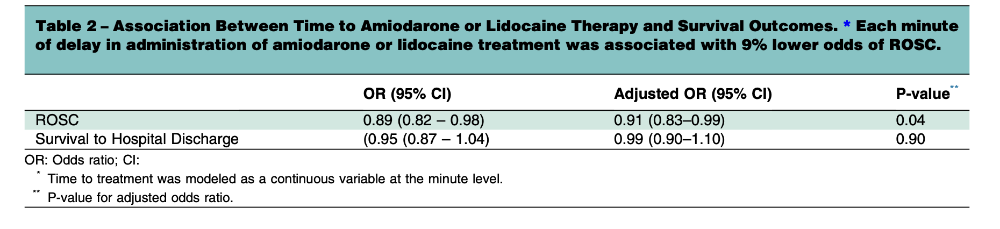 Table 2 – Association Between Time to Amiodarone or Lidocaine Therapy and Survival Outcomes. * Each minute
of delay in administration of amiodarone or lidocaine treatment was associated with 9% lower odds of ROSC.
OR (95% CI) Adjusted OR (95% CI) P-value**
ROSC 0.89 (0.82 – 0.98) 0.91 (0.83–0.99) 0.04
Survival to Hospital Discharge (0.95 (0.87 – 1.04) 0.99 (0.90–1.10) 0.90
OR: Odds ratio; CI:
* Time to treatment was modeled as a continuous variable at the minute level.
** P-value for adjusted odds ratio.